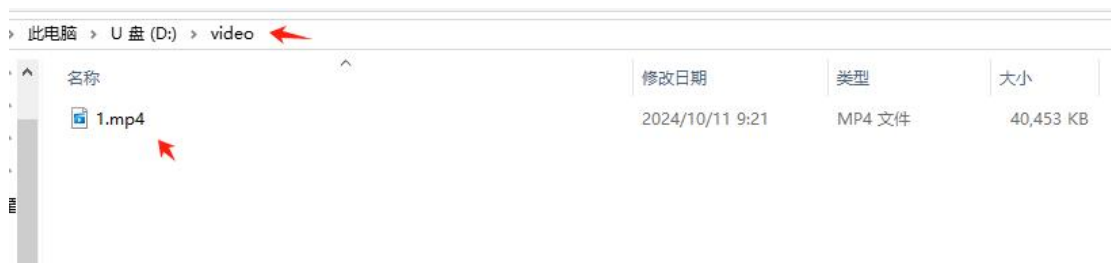 › 此电脑 › U 盘 (D:) › video
名称 修改日期 类型 大小
1.mp4 2024/10/11 9:21 MP4 文件 40,453 KB